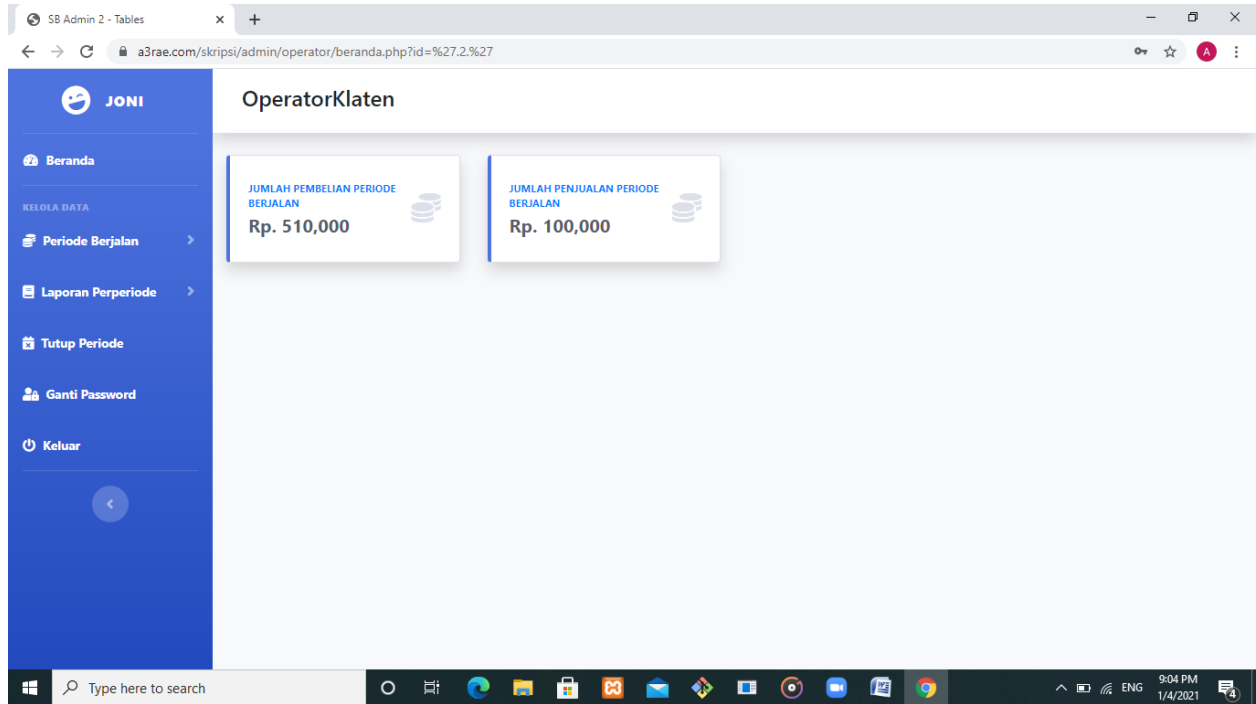 SB Admin 2 - Tables
a3rae.com/skripsi/admin/operator/beranda.php?id=%27.2.%27
A
JONI
OperatorKlaten
Beranda
KELOLA DATA
Periode Berjalan
Laporan Perperiode
Tutup Periode
Ganti Password
Keluar
JUMLAH PEMBELIAN PERIODE
BERJALAN
Rp. 510,000
JUMLAH PENJUALAN PERIODE
BERJALAN
Rp. 100,000
Type here to search
ENG
9:04 PM
1/4/2021
4